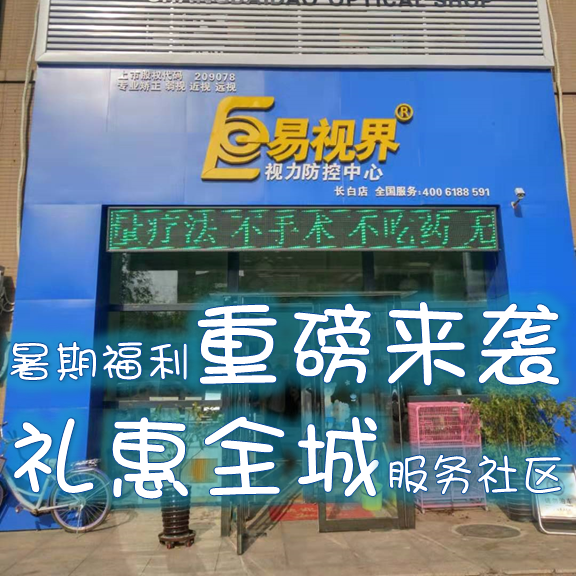 CHANGBAIDAO OPTICAL SHOP
上市股权代码 209078
专业矫正 弱视 近视 远视
易视界®
视力防控中心
长白店 全国服务:400 6188 591
疗法 不手术 不吃药 无
暑期福利重磅来袭
礼惠全城服务社区